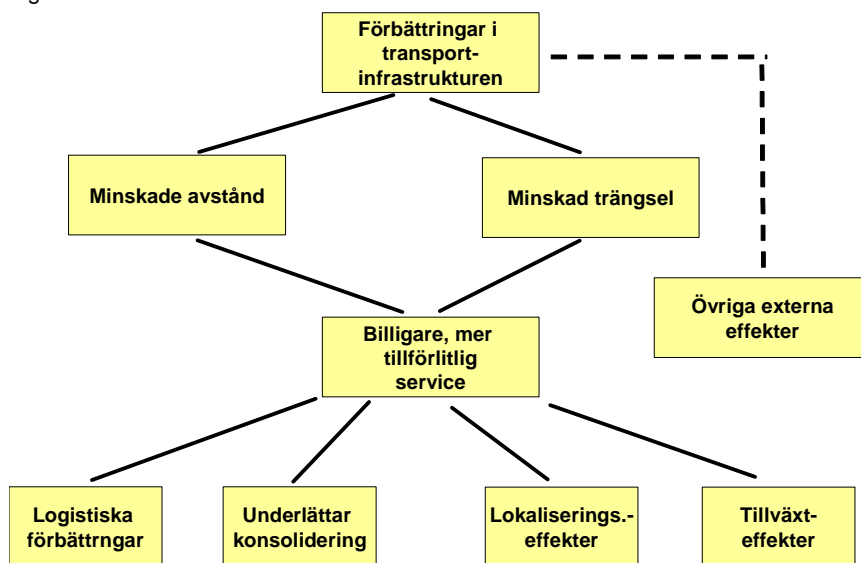 Förbättringar i
transport-
infrastrukturen
Minskade avstånd
Minskad trängsel
Övriga externa
effekter
Billigare, mer
tillförlitlig
service
Logistiska
förbättrngar
Underlättar
konsolidering
Lokaliserings.-
effekter
Tillväxt-
effekter